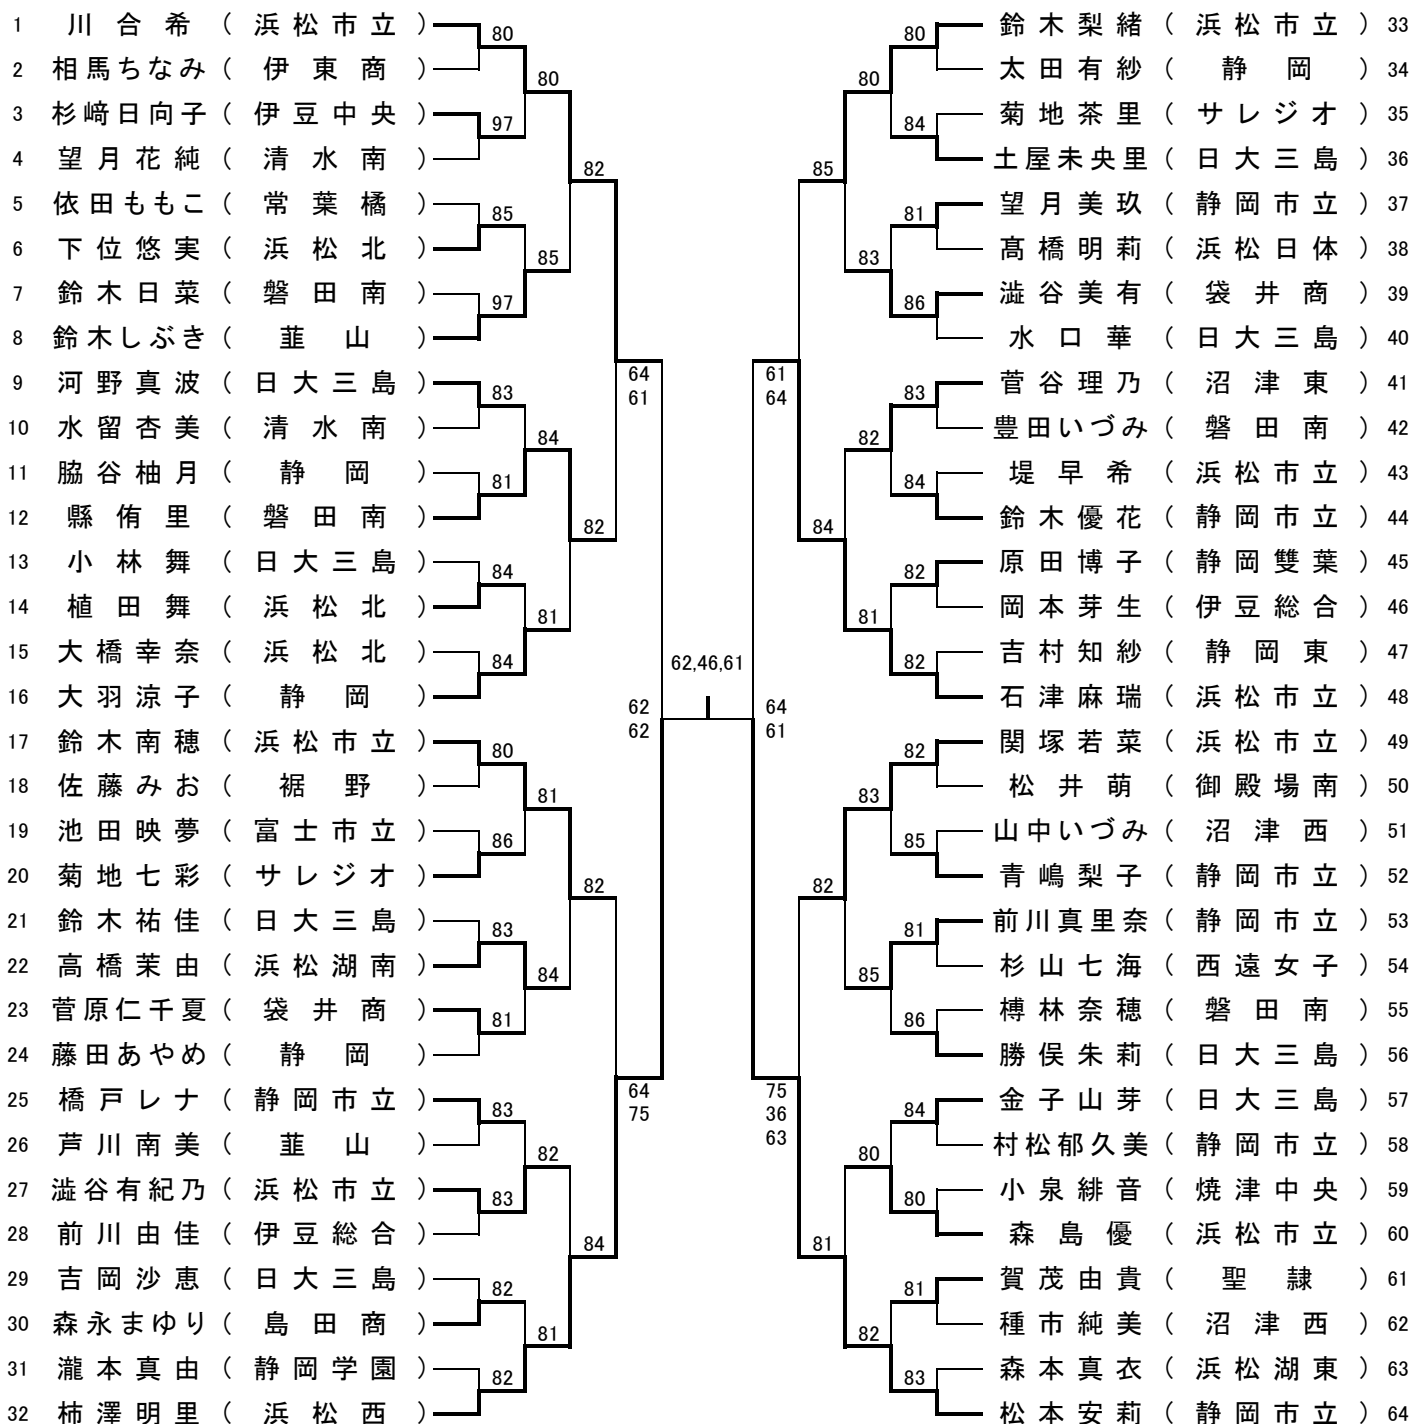 1 川合希 ( 浜松市立 )
2 相馬ちなみ ( 伊東商 )
3 杉﨑日向子 ( 伊豆中央 )
4 望月花純 ( 清水南 )
5 依田ももこ ( 常葉橘 )
6 下位悠実 ( 浜松北 )
7 鈴木日菜 ( 磐田南 )
8 鈴木しぶき ( 韮山 )
9 河野真波 ( 日大三島 )
10 水留杏美 ( 清水南 )
11 脇谷柚月 ( 静岡 )
12 縣侑里 ( 磐田南 )
13 小林舞 ( 日大三島 )
14 植田舞 ( 浜松北 )
15 大橋幸奈 ( 浜松北 )
16 大羽涼子 ( 静岡 )
17 鈴木南穂 ( 浜松市立 )
18 佐藤みお ( 裾野 )
19 池田映夢 ( 富士市立 )
20 菊地七彩 ( サレジオ )
21 鈴木祐佳 ( 日大三島 )
22 高橋茉由 ( 浜松湖南 )
23 菅原仁千夏 ( 袋井商 )
24 藤田あやめ ( 静岡 )
25 橋戸レナ ( 静岡市立 )
26 芦川南美 ( 韮山 )
27 澁谷有紀乃 ( 浜松市立 )
28 前川由佳 ( 伊豆総合 )
29 吉岡沙恵 ( 日大三島 )
30 森永まゆり ( 島田商 )
31 瀧本真由 ( 静岡学園 )
32 柿澤明里 ( 浜松西 )
80
97
85
97
83
81
84
84
80
86
83
81
83
83
82
82
80
85
84
81
81
84
82
81
82
82
82
84
64
61
64
75
62
62
62,46,61
64
61
61
64
75
36
63
85
84
82
81
80
83
82
81
83
85
80
82
80
84
81
86
83
84
82
82
82
85
81
86
84
80
81
83
鈴木梨緒 ( 浜松市立 ) 33
太田有紗 ( 静岡 ) 34
菊地茶里 ( サレジオ ) 35
土屋未央里 ( 日大三島 ) 36
望月美玖 ( 静岡市立 ) 37
髙橋明莉 ( 浜松日体 ) 38
澁谷美有 ( 袋井商 ) 39
水口華 ( 日大三島 ) 40
菅谷理乃 ( 沼津東 ) 41
豊田いづみ ( 磐田南 ) 42
堤早希 ( 浜松市立 ) 43
鈴木優花 ( 静岡市立 ) 44
原田博子 ( 静岡雙葉 ) 45
岡本芽生 ( 伊豆総合 ) 46
吉村知紗 ( 静岡東 ) 47
石津麻瑞 ( 浜松市立 ) 48
関塚若菜 ( 浜松市立 ) 49
松井萌 ( 御殿場南 ) 50
山中いづみ ( 沼津西 ) 51
青嶋梨子 ( 静岡市立 ) 52
前川真里奈 ( 静岡市立 ) 53
杉山七海 ( 西遠女子 ) 54
榑林奈穂 ( 磐田南 ) 55
勝俣朱莉 ( 日大三島 ) 56
金子山芽 ( 日大三島 ) 57
村松郁久美 ( 静岡市立 ) 58
小泉緋音 ( 焼津中央 ) 59
森島優 ( 浜松市立 ) 60
賀茂由貴 ( 聖隷 ) 61
種市純美 ( 沼津西 ) 62
森本真衣 ( 浜松湖東 ) 63
松本安莉 ( 静岡市立 ) 64